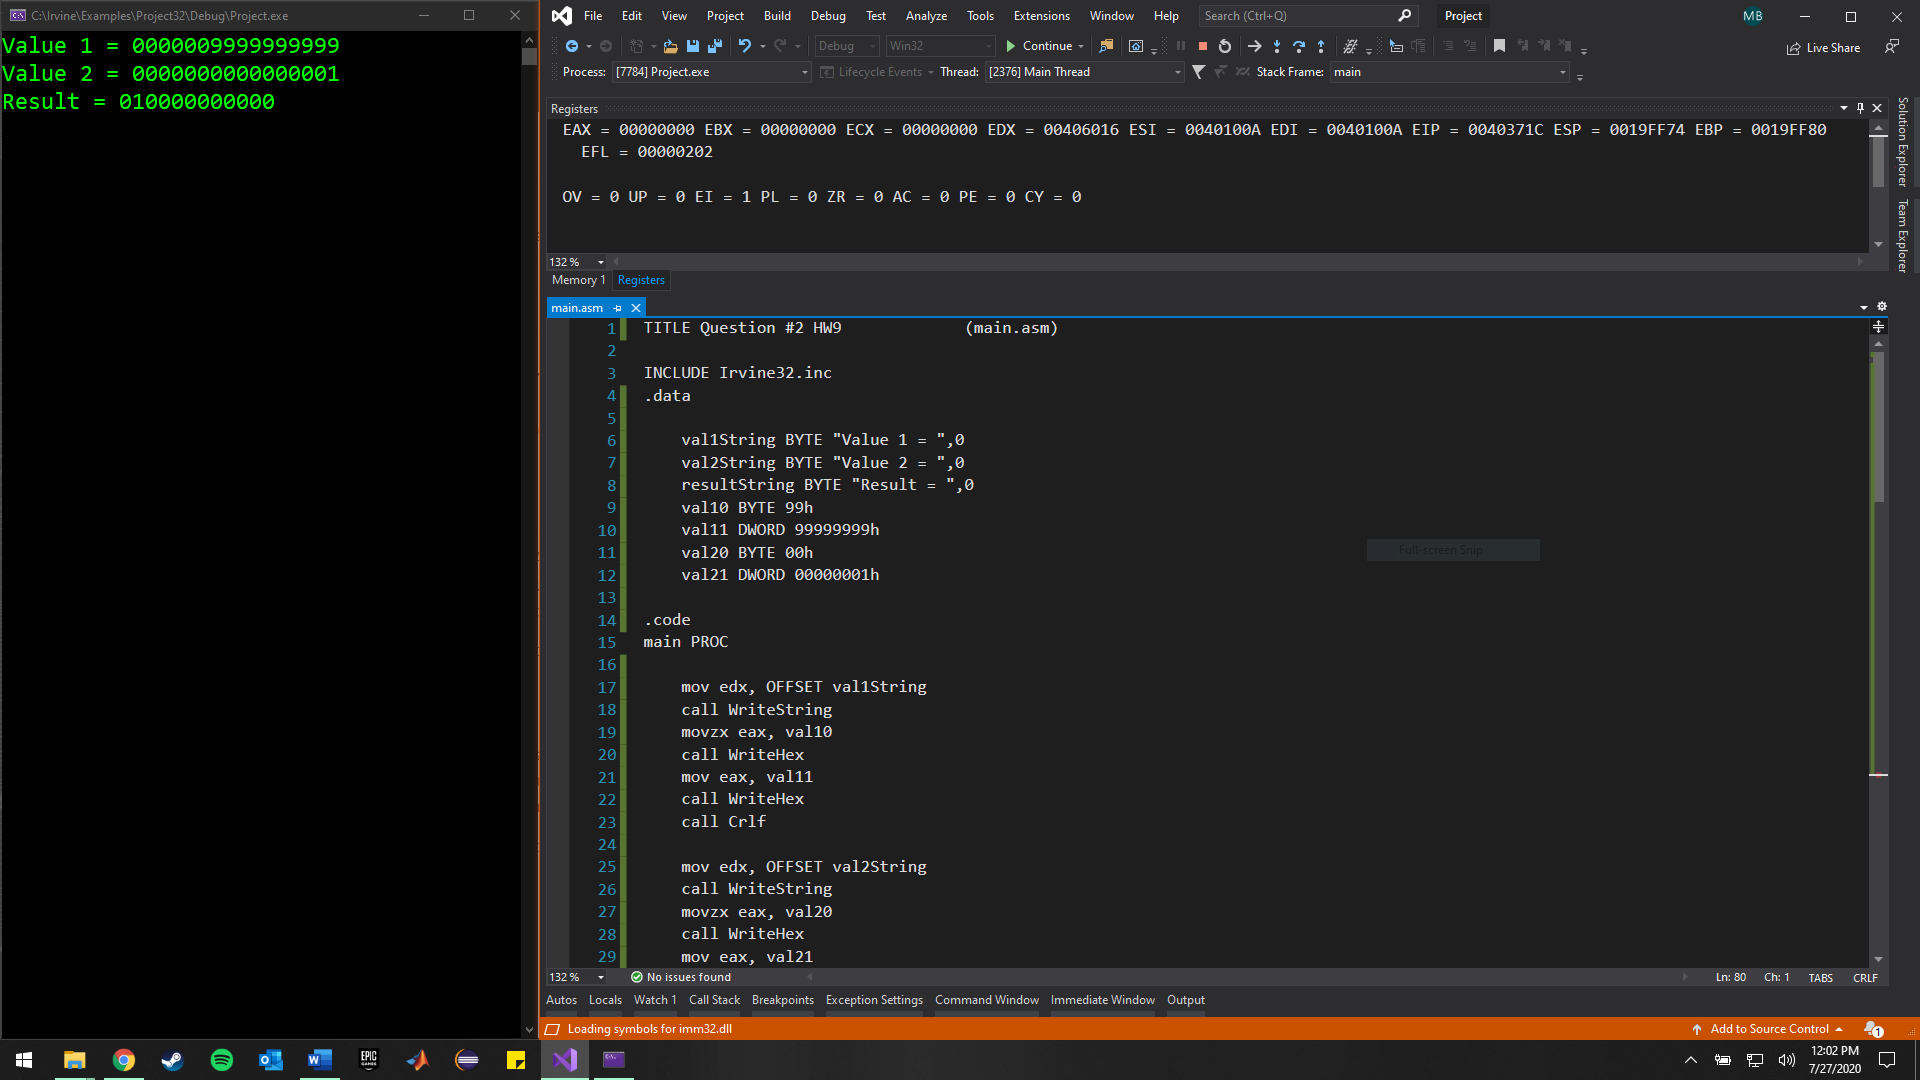 C:\Irvine\Examples\Project32\Debug\Project.exe
Value 1 = 0000009999999999
Value 2 = 0000000000000001
Result = 010000000000
File Edit View Project Build Debug Test Analyze Tools Extensions Window Help Search (Ctrl+Q) Project MB
Debug Win32 Continue Live Share
Process: [7784] Project.exe Lifecycle Events Thread: [2376] Main Thread Stack Frame: main
Registers
EAX = 00000000 EBX = 00000000 ECX = 00000000 EDX = 00406016 ESI = 0040100A EDI = 0040100A EIP = 0040371C ESP = 0019FF74 EBP = 0019FF80
EFL = 00000202
OV = 0 UP = 0 EI = 1 PL = 0 ZR = 0 AC = 0 PE = 0 CY = 0
132 %
Memory 1 Registers
Solution Explorer
Team Explorer
main.asm
1 TITLE Question #2 HW9 (main.asm)
2
3 INCLUDE Irvine32.inc
4 .data
5
6 val1String BYTE "Value 1 = ",0
7 val2String BYTE "Value 2 = ",0
8 resultString BYTE "Result = ",0
9 val10 BYTE 99h
10 val11 DWORD 99999999h
11 val20 BYTE 00h
12 val21 DWORD 00000001h
13
14 .code
15 main PROC
16
17 mov edx, OFFSET val1String
18 call WriteString
19 movzx eax, val10
20 call WriteHex
21 mov eax, val11
22 call WriteHex
23 call Crlf
24
25 mov edx, OFFSET val2String
26 call WriteString
27 movzx eax, val20
28 call WriteHex
29 mov eax, val21
Full-screen Snip
132 % No issues found Ln: 80 Ch: 1 TABS CRLF
Autos Locals Watch 1 Call Stack Breakpoints Exception Settings Command Window Immediate Window Output
Loading symbols for imm32.dll Add to Source Control 1
EPIC GAMES
12:02 PM
7/27/2020